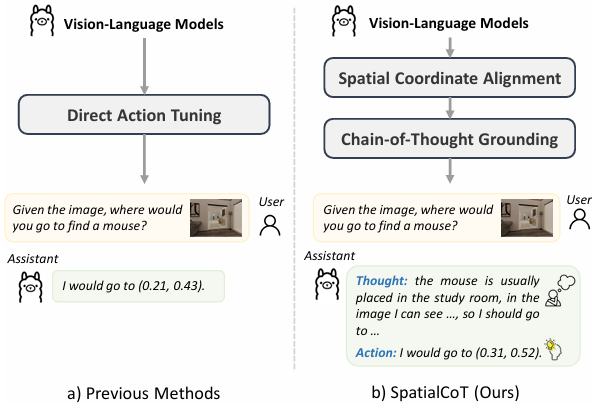 Vision-Language Models
Direct Action Tuning
User
Given the image, where would
you go to find a mouse?
Assistant
I would go to (0.21, 0.43).
a) Previous Methods
Vision-Language Models
Spatial Coordinate Alignment
Chain-of-Thought Grounding
User
Given the image, where would
you go to find a mouse?
Assistant
Thought: the mouse is usually
placed in the study room, in the
image I can see ..., so I should go
to ...
Action: I would go to (0.31, 0.52).
b) SpatialCoT (Ours)